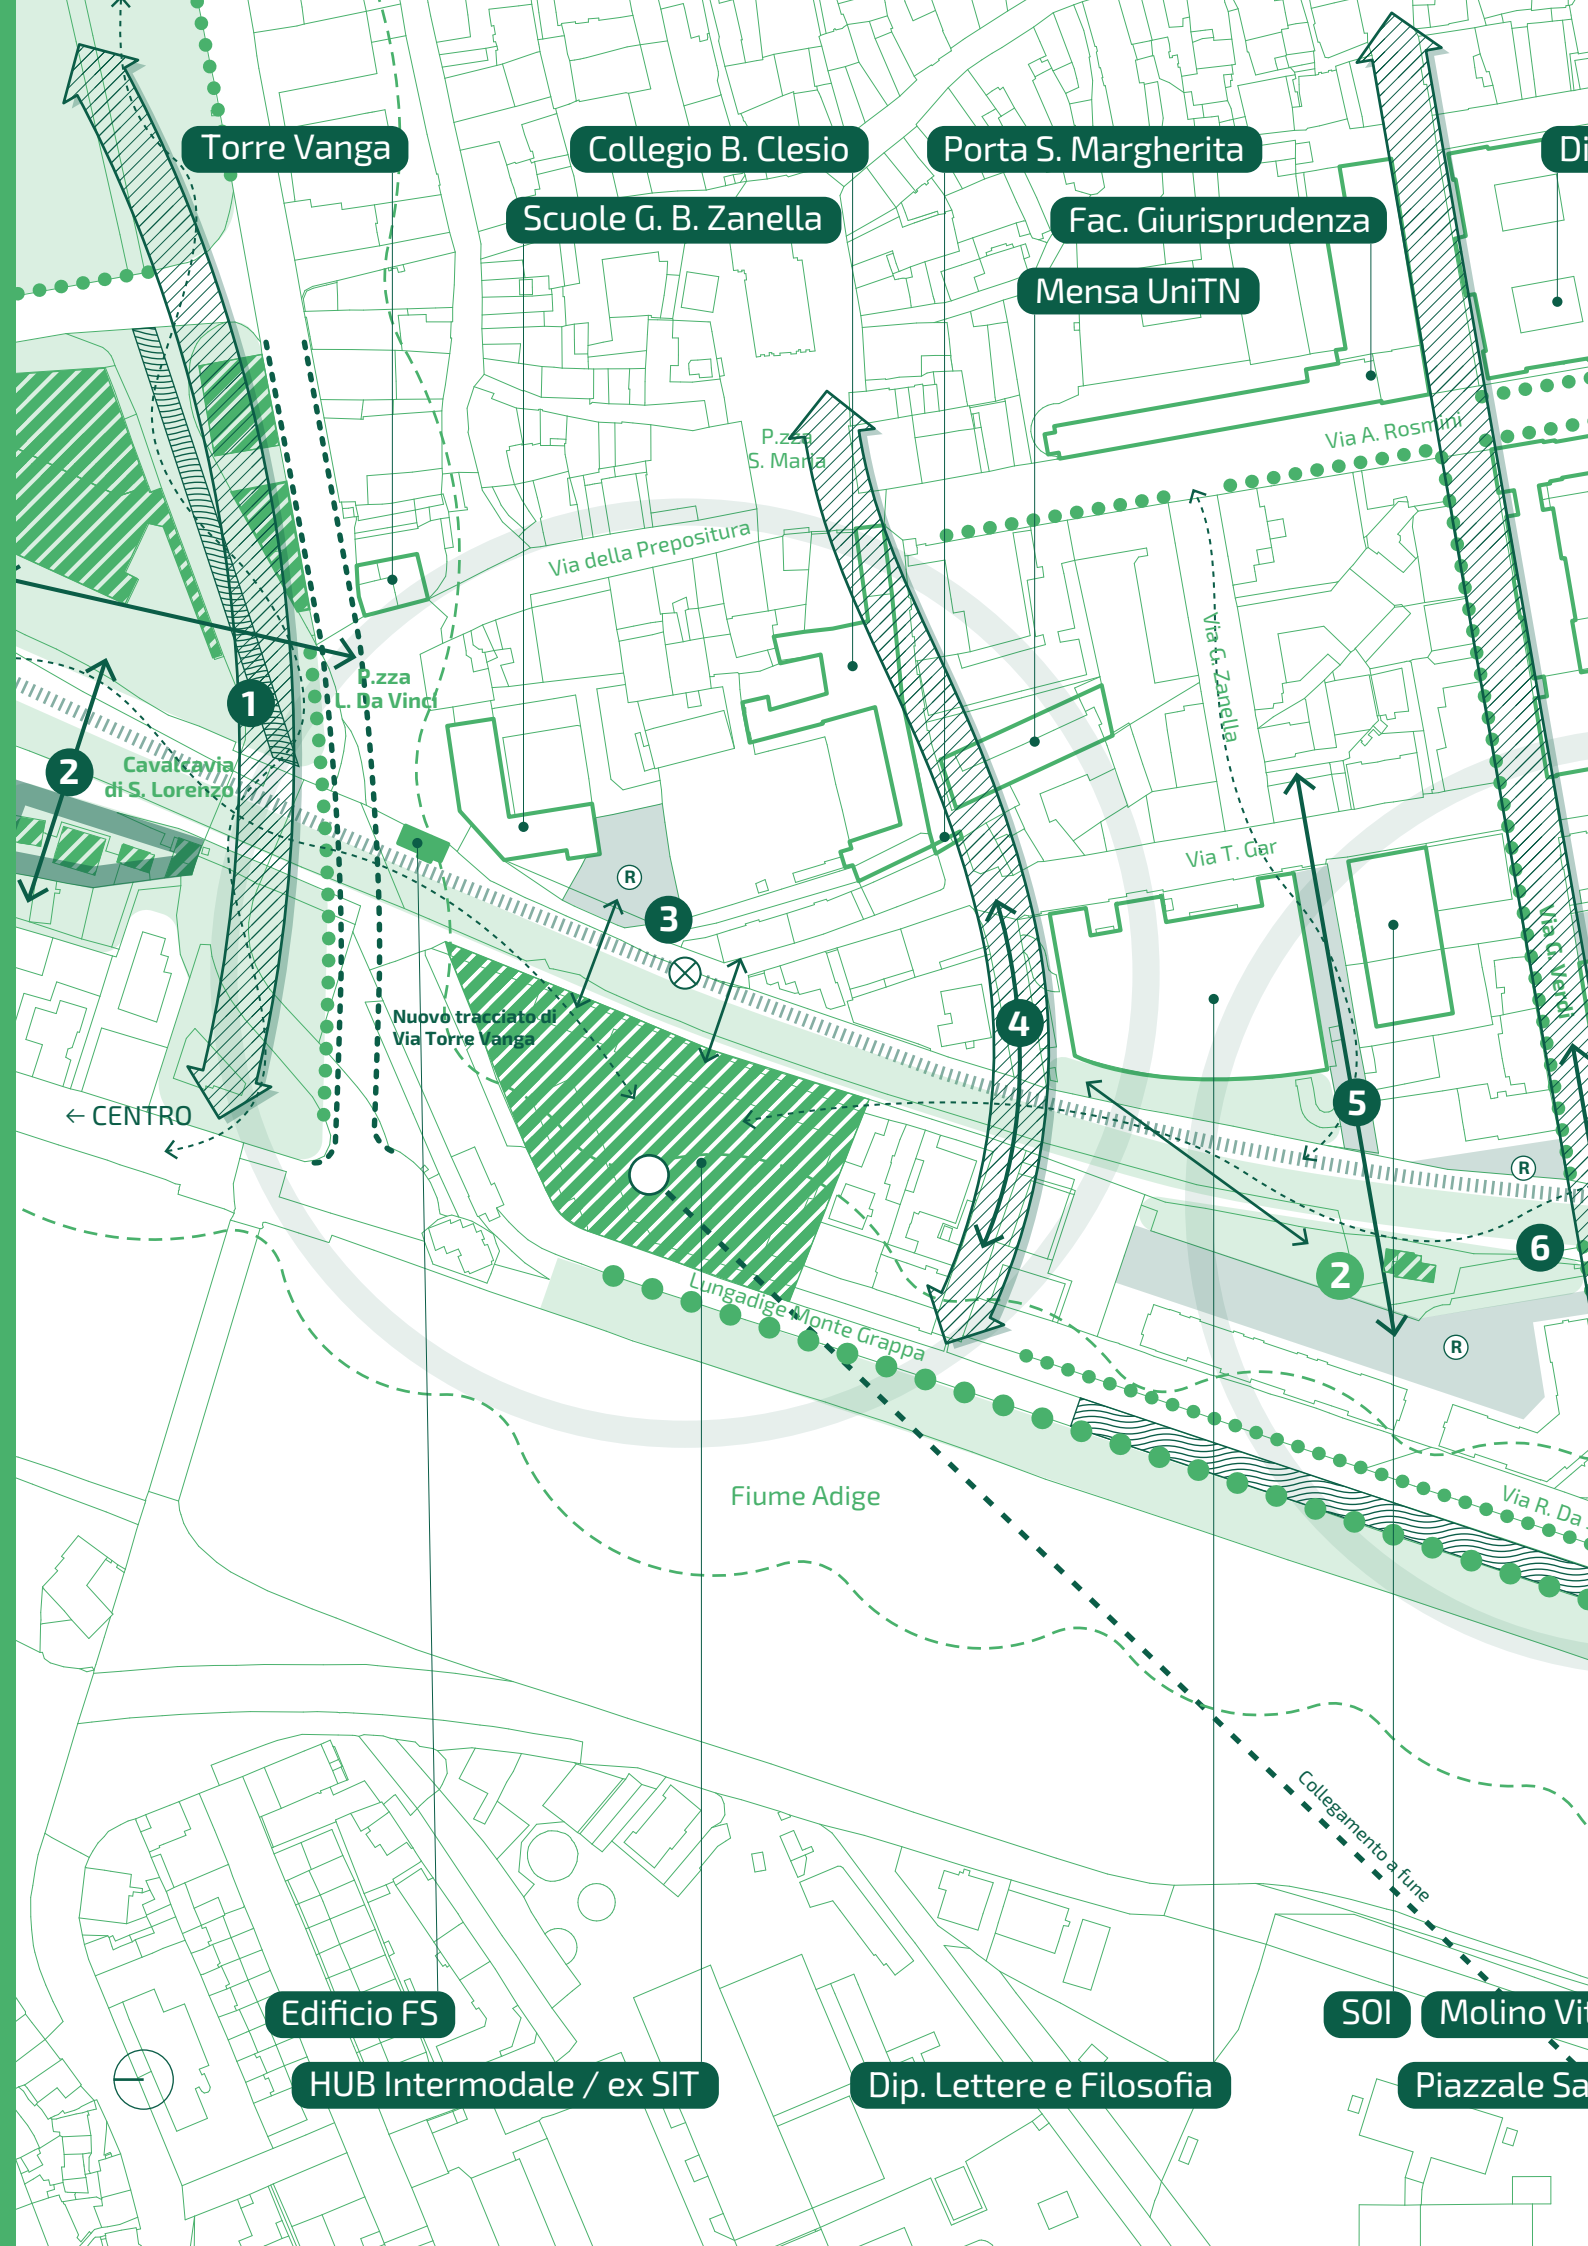 Torre Vanga
Collegio B. Clesio
Porta S. Margherita
Di
Scuole G. B. Zanella
Fac. Giurisprudenza
Mensa UniTN
P.zza
S. Maria
Via A. Rosmini
Via della Prepositura
Via G. Zanella
P.zza
L. Da Vinci
1
2
Cavalcavia
di S. Lorenzo
Via T. Gar
R
3
Via G. Verdi
Nuovo tracciato di
Via Torre Vanga
4
5
← CENTRO
R
6
2
Lungadige Monte Grappa
R
Fiume Adige
Via R. Da
Collegamento a fune
Edificio FS
SOI
Molino Vit
HUB Intermodale / ex SIT
Dip. Lettere e Filosofia
Piazzale Sa